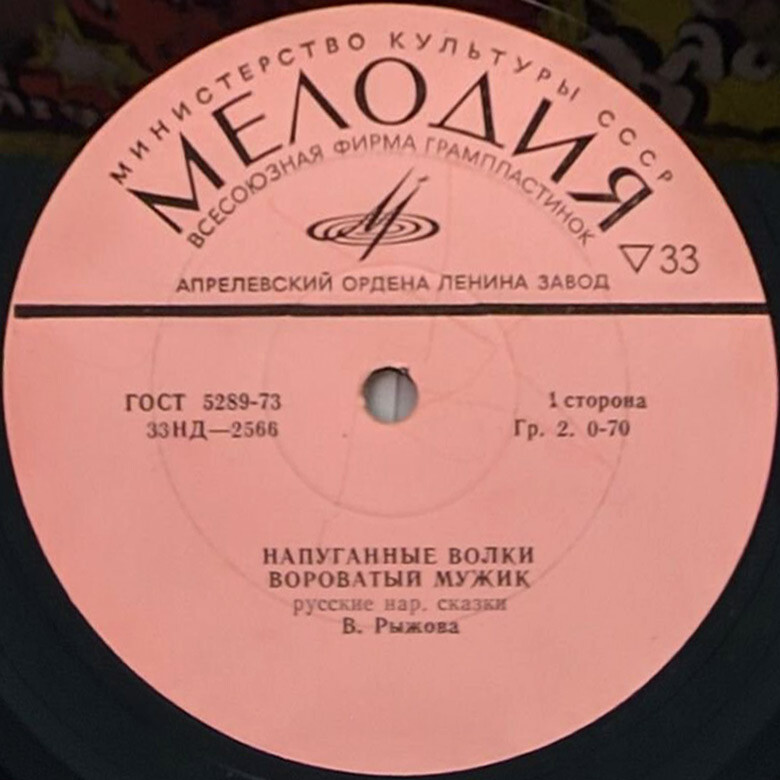 МИНИСТЕРСТВО КУЛЬТУРЫ СССР
МЕЛОДИЯ
ВСЕСОЮЗНАЯ ФИРМА ГРАМПЛАСТИНОК
▽33
АПРЕЛЕВСКИЙ ОРДЕНА ЛЕНИНА ЗАВОД
ГОСТ 5289-73
33НД—2566
1 сторона
Гр. 2. 0-70
НАПУГАННЫЕ ВОЛКИ
ВОРОВАТЫЙ МУЖИК
русские нар. сказки
В. Рыжова